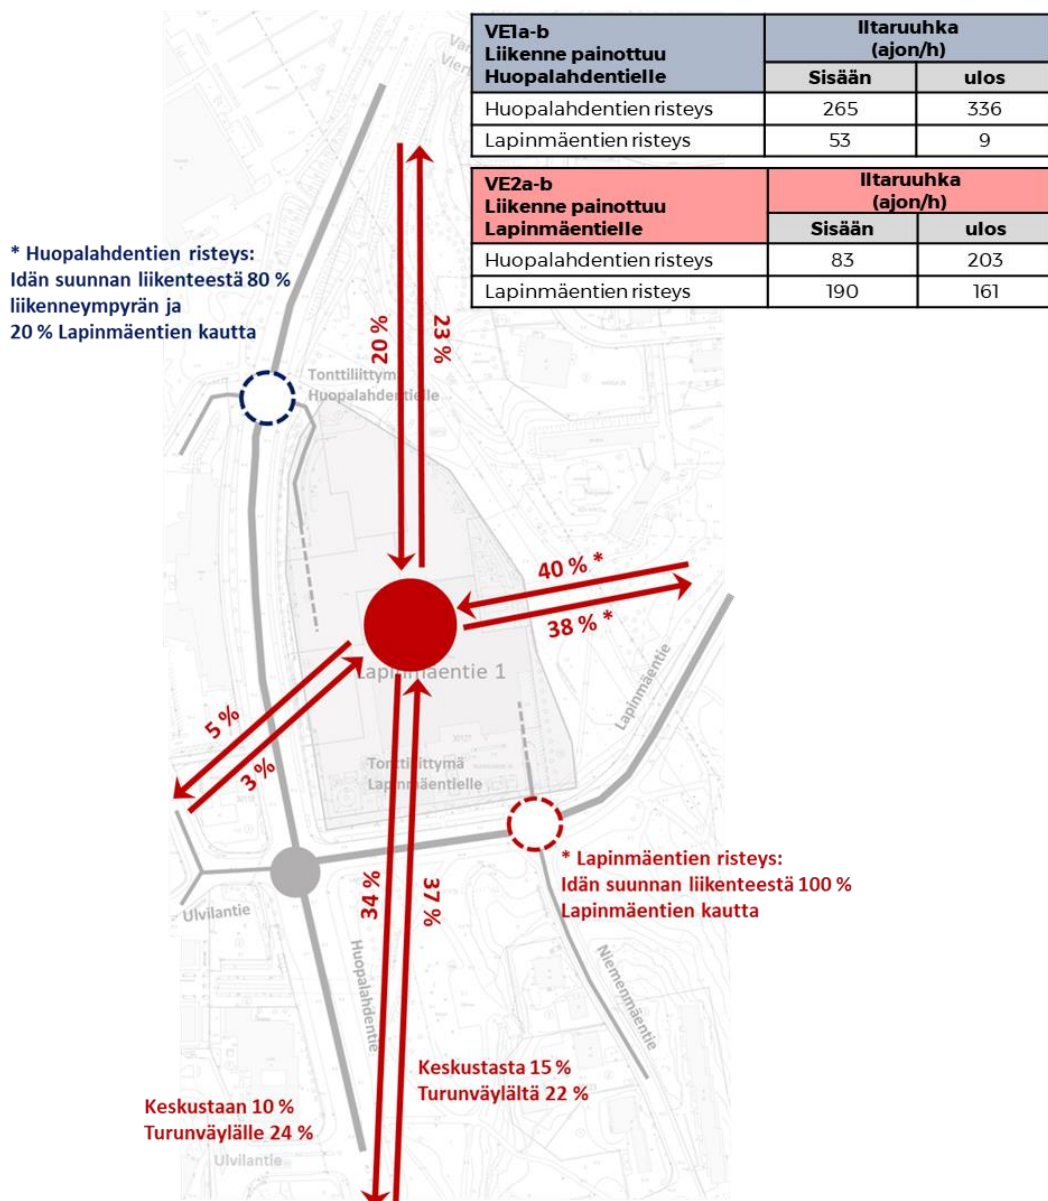 VE1a-b
Liikenne painottuu
Huopalahdentielle
Iltaruuhka
(ajon/h)
Sisään
ulos
Huopalahdentien risteys 265 336
Lapinmäentien risteys 53 9
VE2a-b
Liikenne painottuu
Lapinmäentielle
Iltaruuhka
(ajon/h)
Sisään
ulos
Huopalahdentien risteys 83 203
Lapinmäentien risteys 190 161
* Huopalahdentien risteys:
Idän suunnan liikenteestä 80 %
liikenneympyrän ja
20 % Lapinmäentien kautta
20 %
23 %
Tonttiliittymä
Huopalahdentielle
40 % *
38 % *
Lapinmäentie 1
Lapinmäentie
5 %
3 %
Tonttiliittymä
Lapinmäentielle
* Lapinmäentien risteys:
Idän suunnan liikenteestä 100 %
Lapinmäentien kautta
34 %
37 %
Ulvilantie
Huopalahdentie
Niemenmäentie
Keskustasta 15 %
Turunväylältä 22 %
Keskustaan 10 %
Turunväylälle 24 %
Ulvilantie